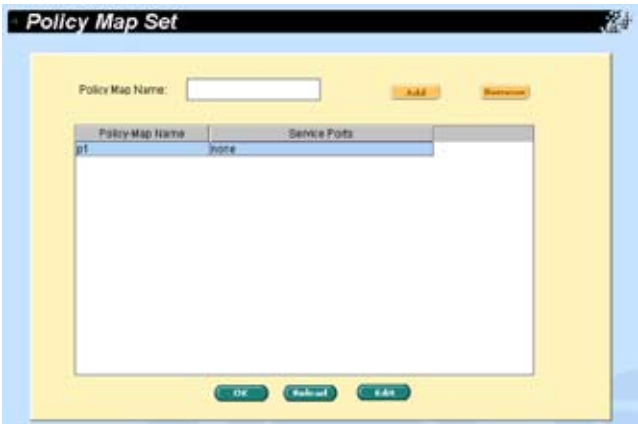 Policy Map Set
Policy Map Name:
Add
Remove
Policy-Map Name Service Ports
p1 none
OK
Reload
Edit